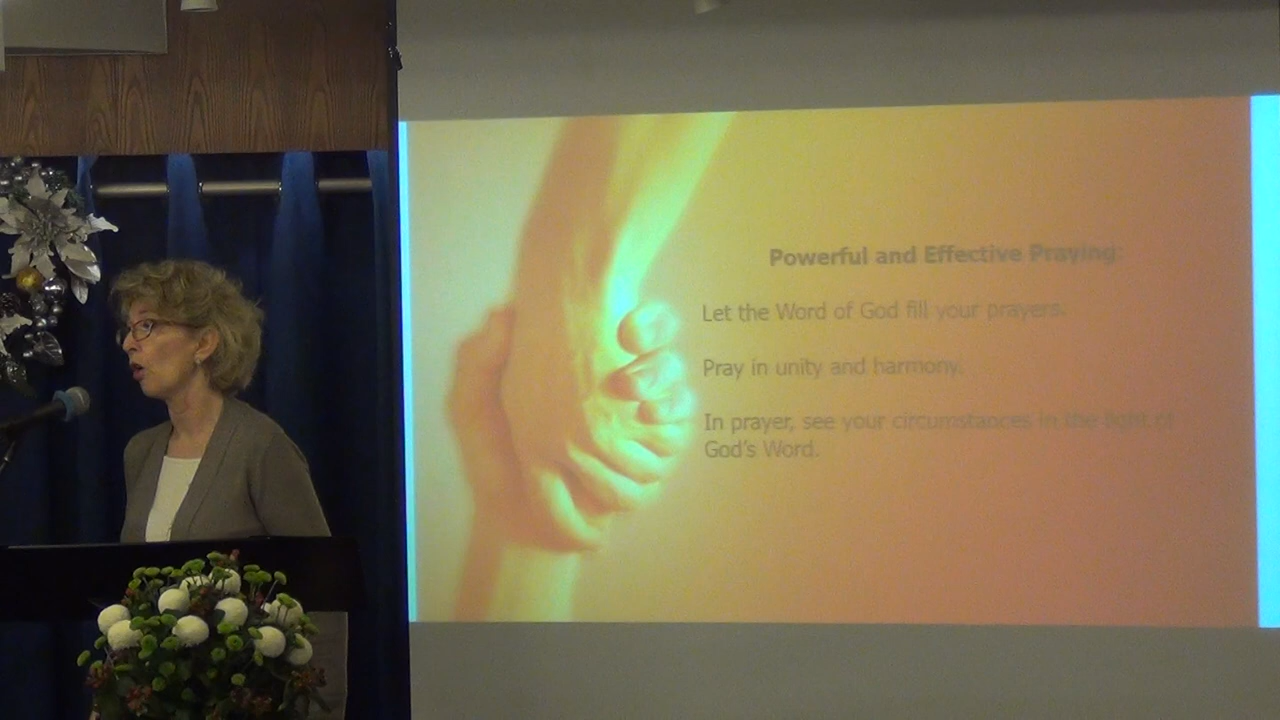 Powerful and Effective Praying:
Let the Word of God fill your prayers.
Pray in unity and harmony.
In prayer, see your circumstances in the light of
God's Word.